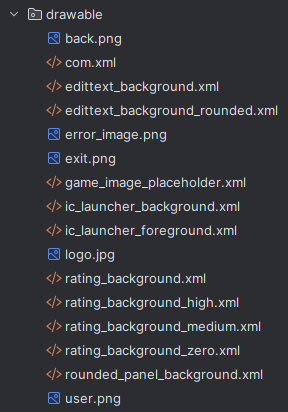 drawable
back.png
com.xml
edittext_background.xml
edittext_background_rounded.xml
error_image.png
exit.png
game_image_placeholder.xml
ic_launcher_background.xml
ic_launcher_foreground.xml
logo.jpg
rating_background.xml
rating_background_high.xml
rating_background_medium.xml
rating_background_zero.xml
rounded_panel_background.xml
user.png